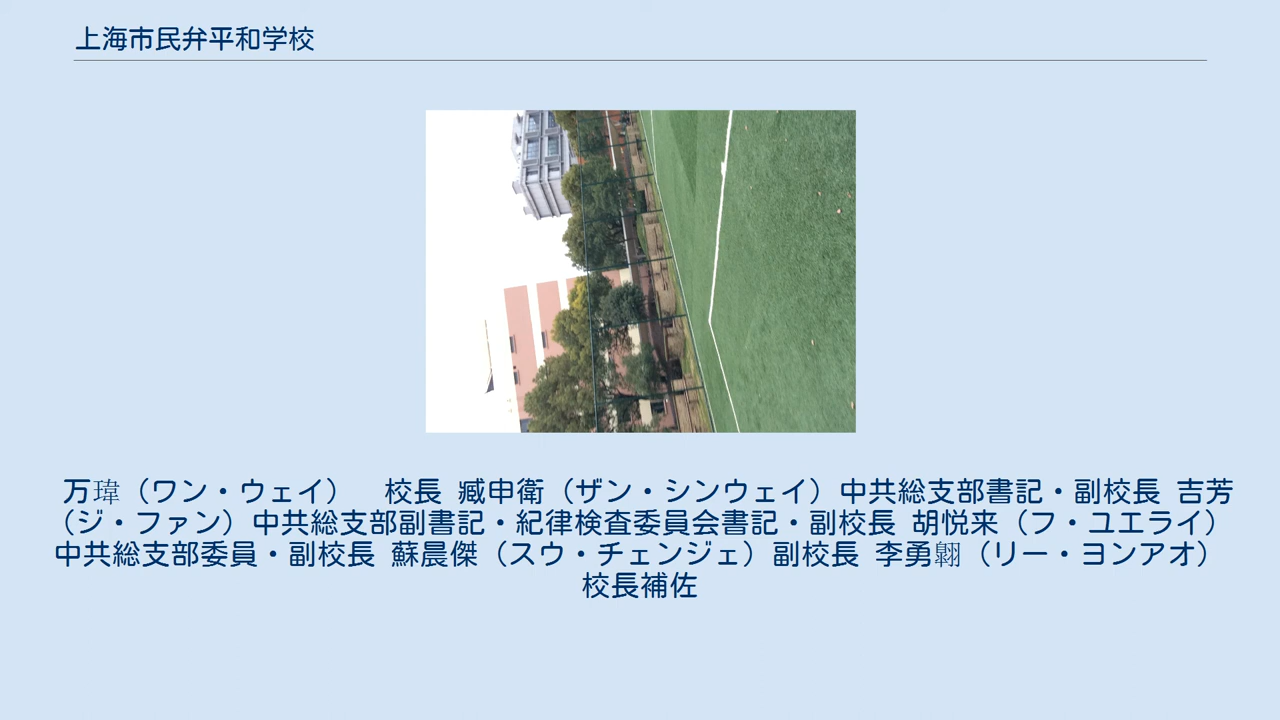 上海市民弁平和学校
万瑋（ワン・ウェイ）　校長 臧申衛（ザン・シンウェイ）中共総支部書記・副校長 吉芳
（ジ・ファン）中共総支部副書記・紀律検査委員会書記・副校長 胡悦来（フ・ユエライ）
中共総支部委員・副校長 蘇晨傑（スウ・チェンジェ）副校長 李勇翺（リー・ヨンアオ）
校長補佐